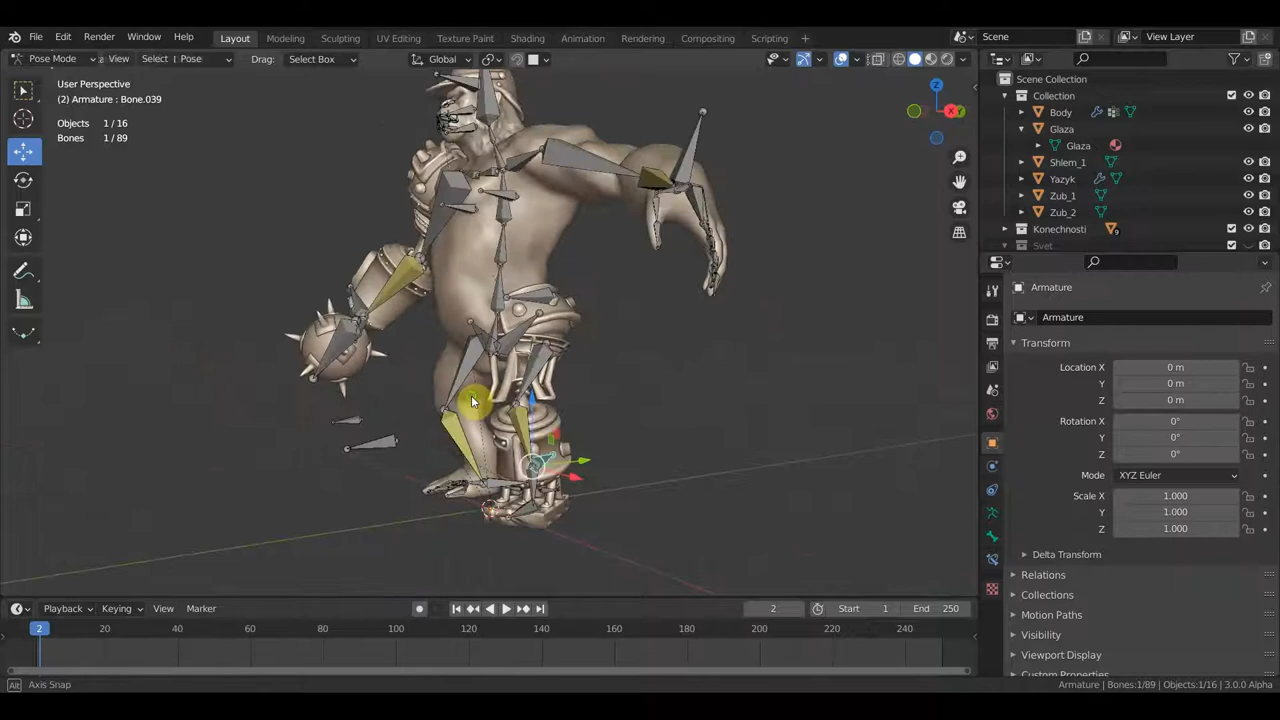 File Edit Render Window Help Layout Modeling Sculpting UV Editing Texture Paint Shading Animation Rendering Compositing Scripting + Scene View Layer
Pose Mode View Select Pose Drag: Select Box Global
User Perspective
(2) Armature : Bone.039
Objects 1 / 16
Bones 1 / 89
Z
X
Y
Scene Collection
Collection
Body
Glaza
Glaza
Shlem_1
Yazyk
Zub_1
Zub_2
Konechnosti 9
Svet
Armature
Armature
Transform
Location X 0 m
Y 0 m
Z 0 m
Rotation X 0°
Y 0°
Z 0°
Mode XYZ Euler
Scale X 1.000
Y 1.000
Z 1.000
Delta Transform
Relations
Collections
Motion Paths
Visibility
Viewport Display
Custom Properties
Playback Keying View Marker 2 Start 1 End 250
2 20 40 60 80 100 120 140 160 180 200 220 240
Alt Axis Snap Armature | Bones:1/89 | Objects:1/16 | 3.0.0 Alpha